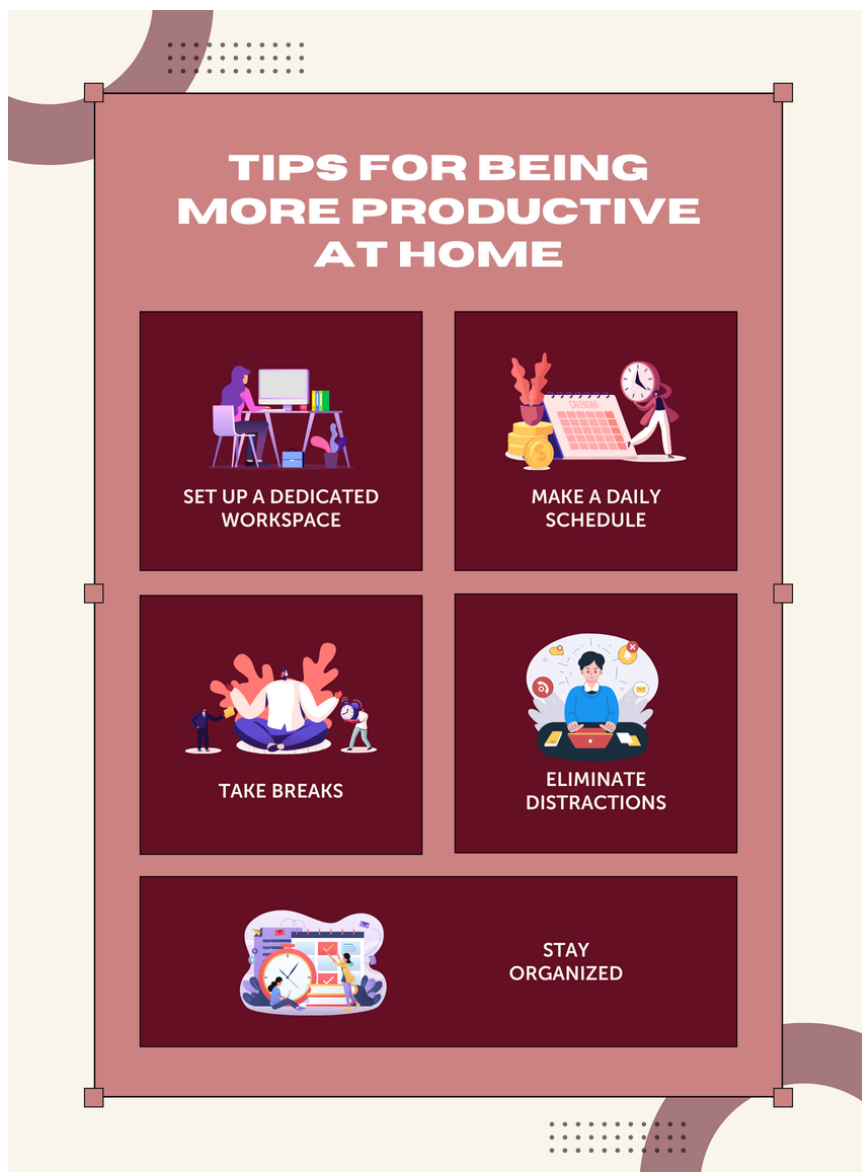 TIPS FOR BEING
MORE PRODUCTIVE
AT HOME
SET UP A DEDICATED
WORKSPACE
CALENDAR
MAKE A DAILY
SCHEDULE
TAKE BREAKS
ELIMINATE
DISTRACTIONS
STAY
ORGANIZED